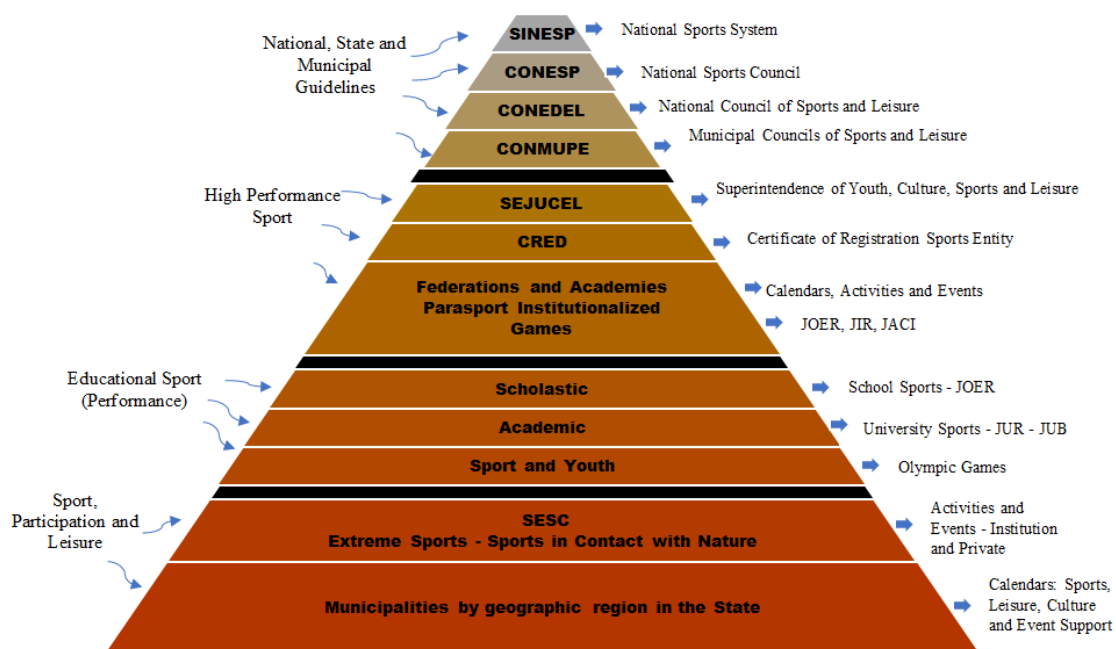 SINESP
National Sports System
National, State and
Municipal
Guidelines
CONESP
National Sports Council
CONEDEL
National Council of Sports and Leisure
CONMUPE
Municipal Councils of Sports and Leisure
High Performance
Sport
SEJUCEL
Superintendence of Youth, Culture, Sports and Leisure
CRED
Certificate of Registration Sports Entity
Federations and Academies
Parasport Institutionalized
Games
Calendars, Activities and Events
JOER, JIR, JACI
Educational Sport
(Performance)
Scholastic
School Sports - JOER
Academic
University Sports - JUR - JUB
Sport and Youth
Olympic Games
Sport,
Participation and
Leisure
SESC
Extreme Sports - Sports in Contact with Nature
Activities and
Events - Institution
and Private
Municipalities by geographic region in the State
Calendars: Sports,
Leisure, Culture
and Event Support